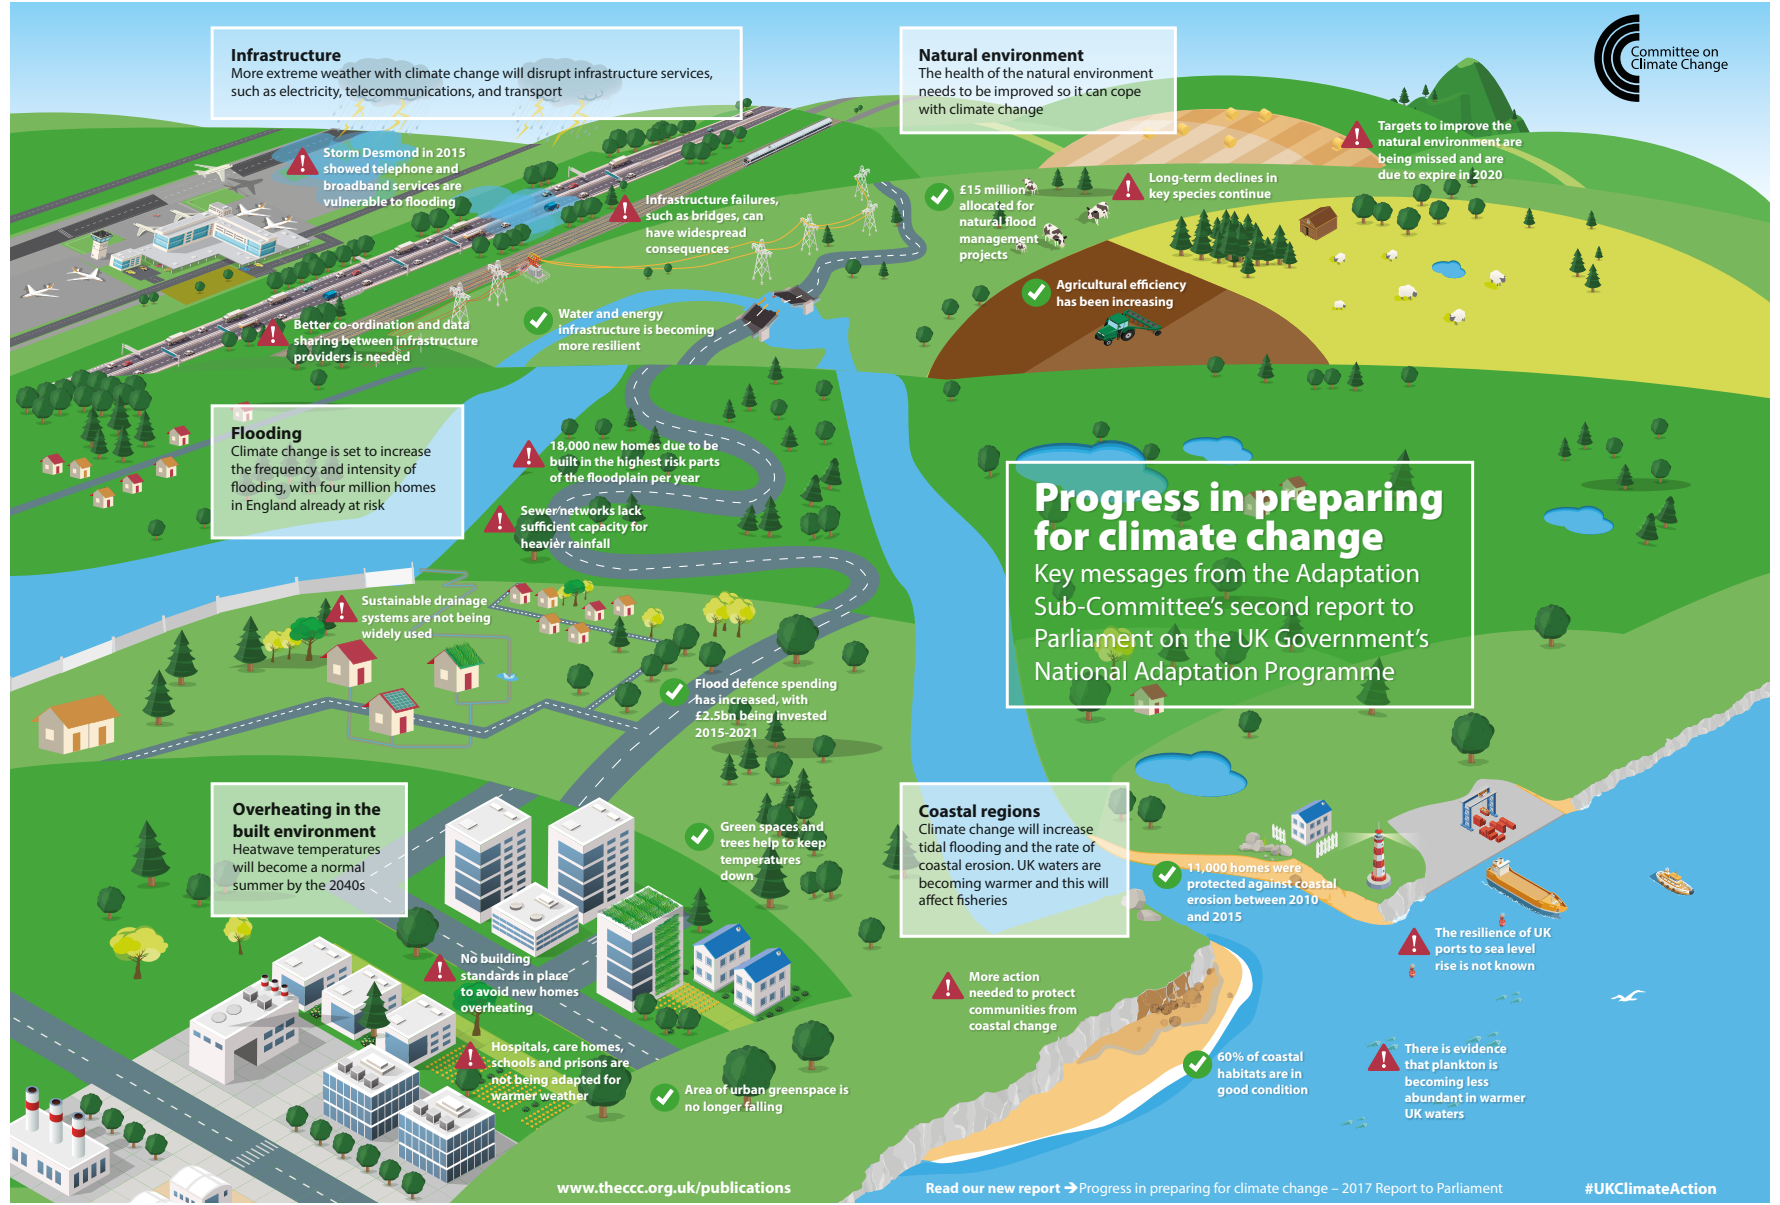 Infrastructure
More extreme weather with climate change will disrupt infrastructure services,
such as electricity, telecommunications, and transport
Storm Desmond in 2015
showed telephone and
broadband services are
vulnerable to flooding
Infrastructure failures,
such as bridges, can
have widespread
consequences
Better co-ordination and data
sharing between infrastructure
providers is needed
Water and energy
infrastructure is becoming
more resilient
Natural environment
The health of the natural environment
needs to be improved so it can cope
with climate change
Committee on
Climate Change
Targets to improve the
natural environment are
being missed and are
due to expire in 2020
£15 million
allocated for
natural flood
management
projects
Long-term declines in
key species continue
Agricultural efficiency
has been increasing
Flooding
Climate change is set to increase
the frequency and intensity of
flooding, with four million homes
in England already at risk
18,000 new homes due to be
built in the highest risk parts
of the floodplain per year
Sewer networks lack
sufficient capacity for
heavier rainfall
Sustainable drainage
systems are not being
widely used
Flood defence spending
has increased, with
£2.5bn being invested
2015-2021
Progress in preparing
for climate change
Key messages from the Adaptation
Sub-Committee's second report to
Parliament on the UK Government's
National Adaptation Programme
Overheating in the
built environment
Heatwave temperatures
will become a normal
summer by the 2040s
Green spaces and
trees help to keep
temperatures
down
No building
standards in place
to avoid new homes
overheating
Hospitals, care homes,
schools and prisons are
not being adapted for
warmer weather
Area of urban greenspace is
no longer falling
Coastal regions
Climate change will increase
tidal flooding and the rate of
coastal erosion. UK waters are
becoming warmer and this will
affect fisheries
11,000 homes were
protected against coastal
erosion between 2010
and 2015
The resilience of UK
ports to sea level
rise is not known
More action
needed to protect
communities from
coastal change
60% of coastal
habitats are in
good condition
There is evidence
that plankton is
becoming less
abundant in warmer
UK waters
www.theccc.org.uk/publications
Read our new report ➔ Progress in preparing for climate change – 2017 Report to Parliament
#UKClimateAction